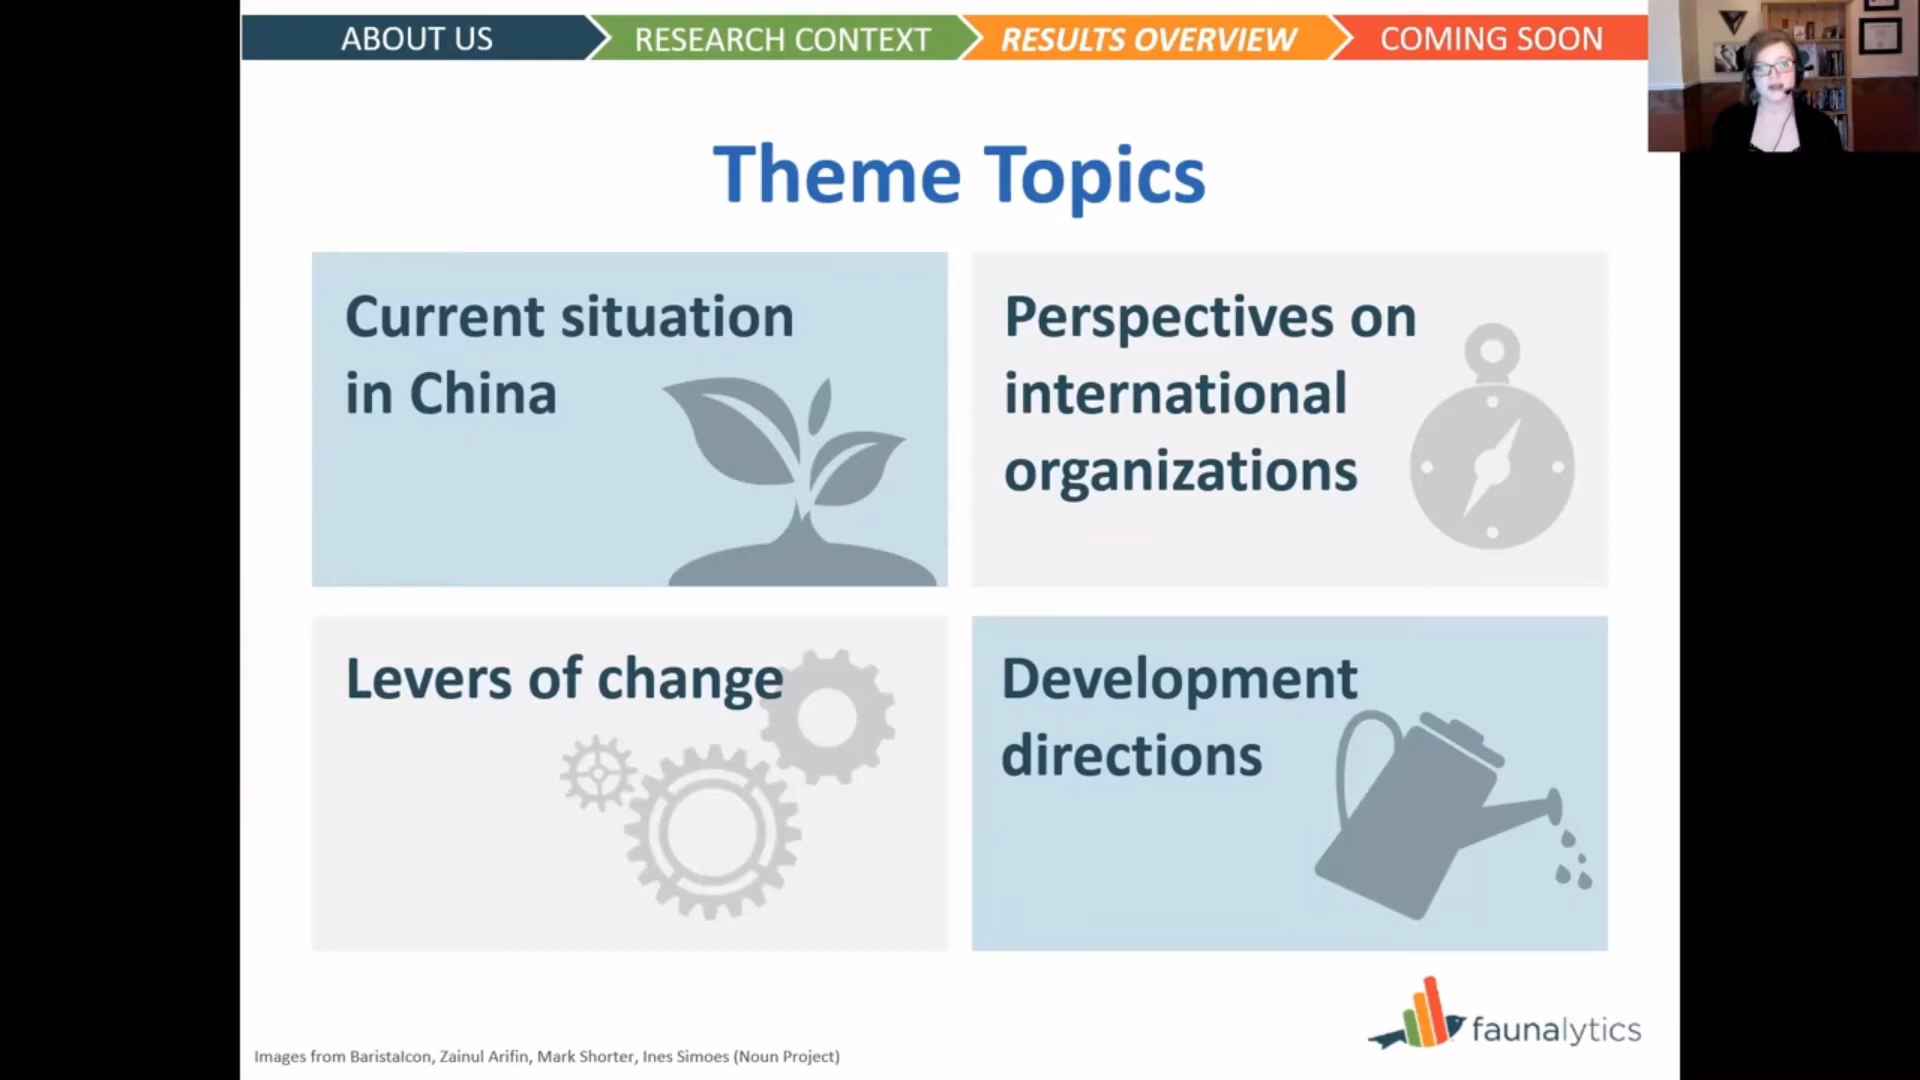 ABOUT US
RESEARCH CONTEXT
RESULTS OVERVIEW
COMING SOON
Theme Topics
Current situation
in China
Perspectives on
international
organizations
Levers of change
Development
directions
faunalytics
Images from BaristaIcon, Zainul Arifin, Mark Shorter, Ines Simoes (Noun Project)